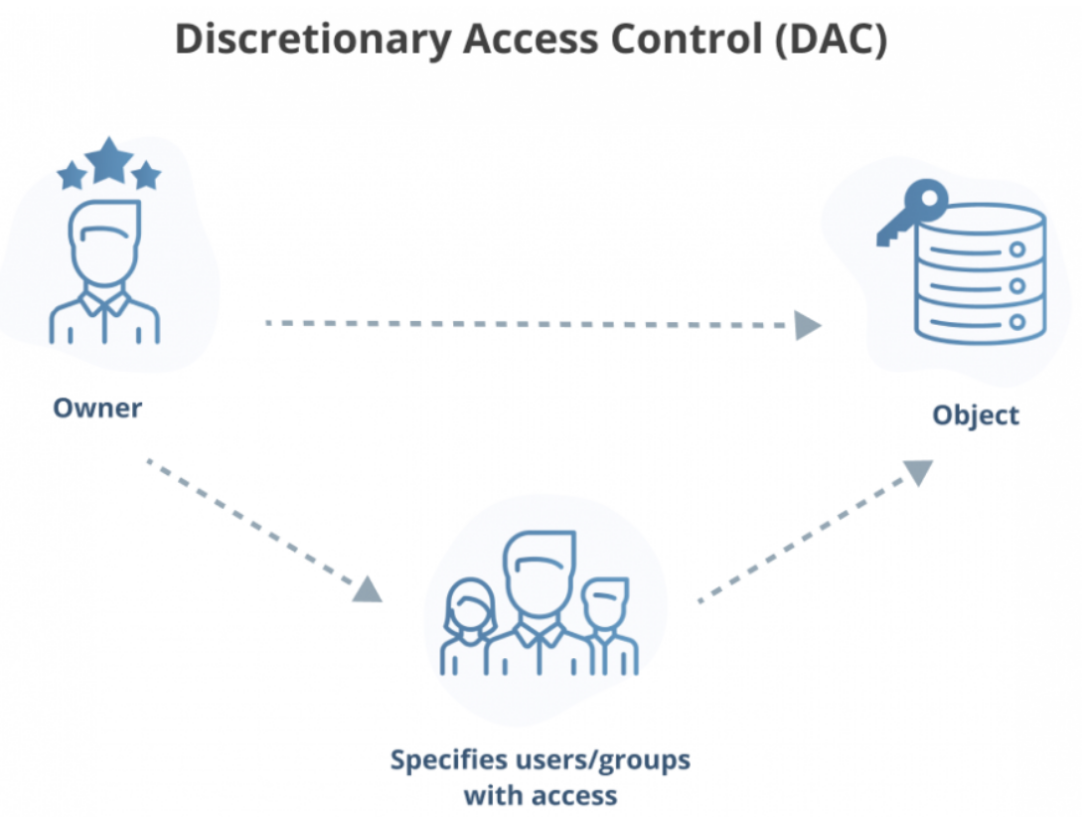 Discretionary Access Control (DAC)
Owner
Object
Specifies users/groups
with access